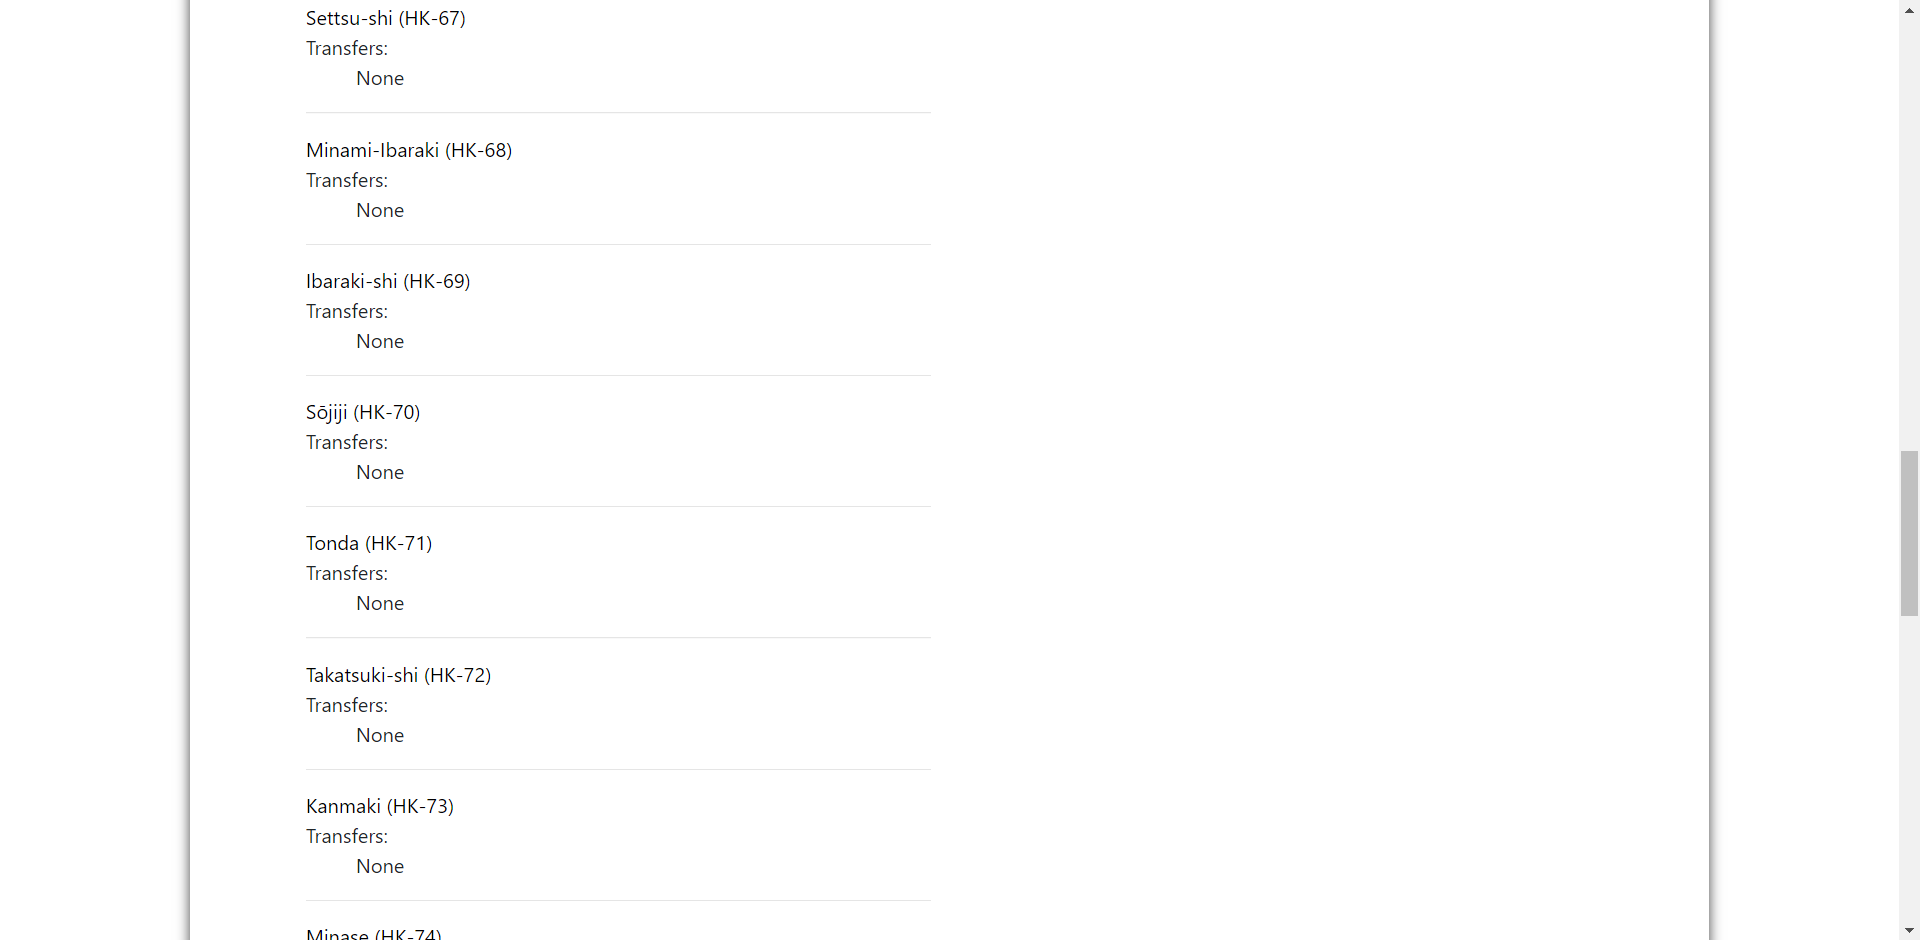 Settsu-shi (HK-67)
Transfers:
None
Minami-Ibaraki (HK-68)
Transfers:
None
Ibaraki-shi (HK-69)
Transfers:
None
Sōjiji (HK-70)
Transfers:
None
Tonda (HK-71)
Transfers:
None
Takatsuki-shi (HK-72)
Transfers:
None
Kanmaki (HK-73)
Transfers:
None
Minase (HK-74)